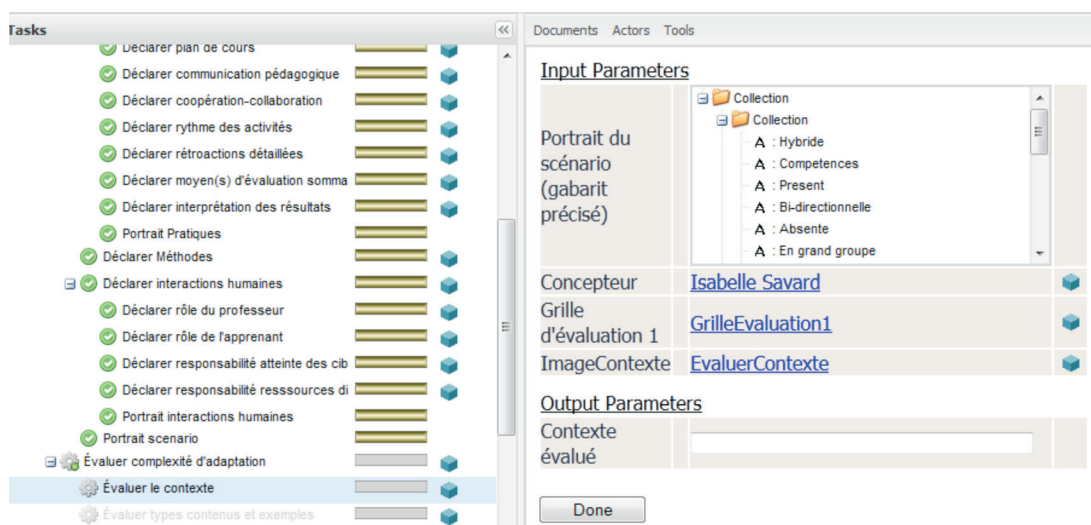 Tasks
Déclarer plan de cours
Déclarer communication pédagogique
Déclarer coopération-collaboration
Déclarer rythme des activités
Déclarer rétroactions détaillées
Déclarer moyen(s) d'évaluation somma
Déclarer interprétation des résultats
Portrait Pratiques
Déclarer Méthodes
Déclarer interactions humaines
Déclarer rôle du professeur
Déclarer rôle de l'apprenant
Déclarer responsabilité atteinte des cib
Déclarer responsabilité resssources di
Portrait interactions humaines
Portrait scenario
Évaluer complexité d'adaptation
Évaluer le contexte
Évaluer types contenus et exemples
Documents Actors Tools
Input Parameters
Portrait du
scénario
(gabarit
précisé)
Collection
Collection
A : Hybride
A : Competences
A : Present
A : Bi-directionnelle
A : Absente
A : En grand groupe
Concepteur Isabelle Savard
Grille
d'évaluation 1 GrilleEvaluation1
ImageContexte EvaluerContexte
Output Parameters
Contexte
évalué
Done